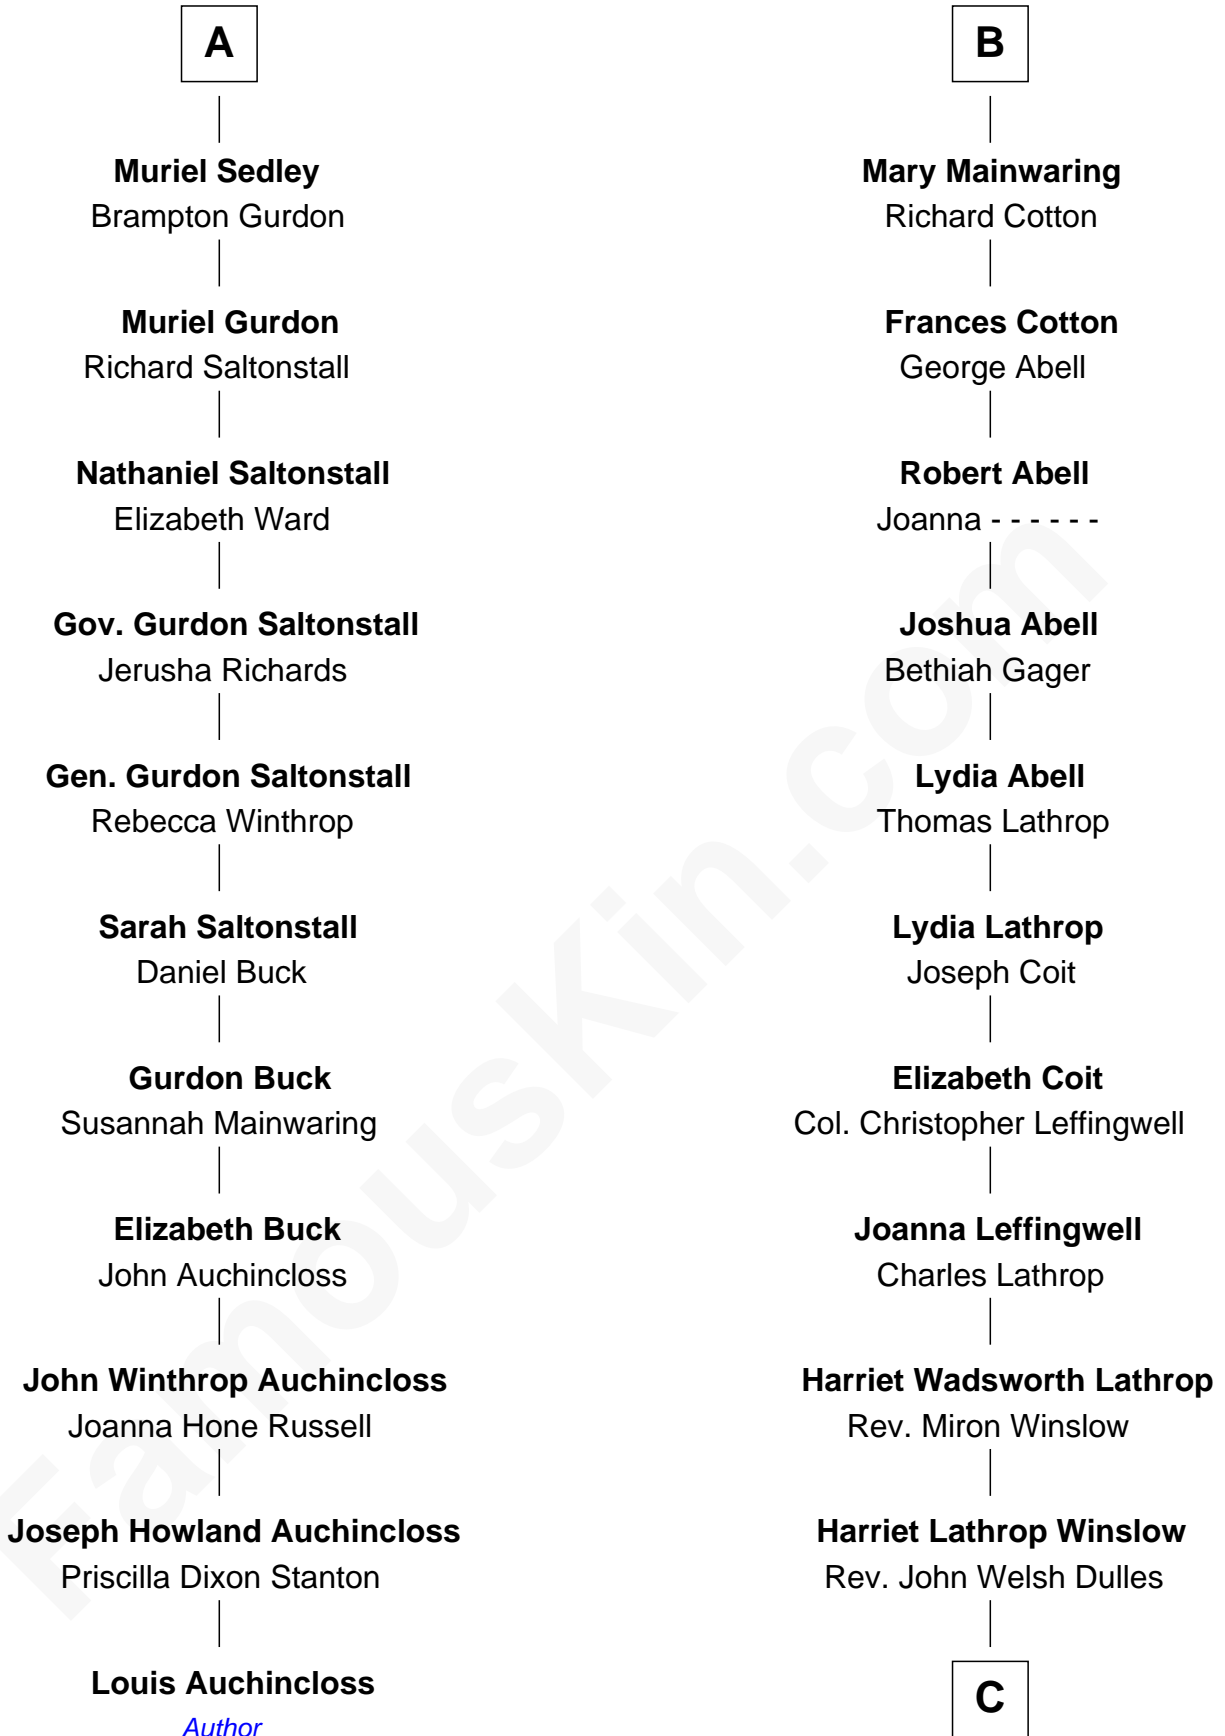 A
Muriel Sedley
Brampton Gurdon
Muriel Gurdon
Richard Saltonstall
Nathaniel Saltonstall
Elizabeth Ward
Gov. Gurdon Saltonstall
Jerusha Richards
Gen. Gurdon Saltonstall
Rebecca Winthrop
Sarah Saltonstall
Daniel Buck
Gurdon Buck
Susannah Mainwaring
Elizabeth Buck
John Auchincloss
John Winthrop Auchincloss
Joanna Hone Russell
Joseph Howland Auchincloss
Priscilla Dixon Stanton
Louis Auchincloss
Author
B
Mary Mainwaring
Richard Cotton
Frances Cotton
George Abell
Robert Abell
Joanna - - - - - -
Joshua Abell
Bethiah Gager
Lydia Abell
Thomas Lathrop
Lydia Lathrop
Joseph Coit
Elizabeth Coit
Col. Christopher Leffingwell
Joanna Leffingwell
Charles Lathrop
Harriet Wadsworth Lathrop
Rev. Miron Winslow
Harriet Lathrop Winslow
Rev. John Welsh Dulles
C
FamousKin.com